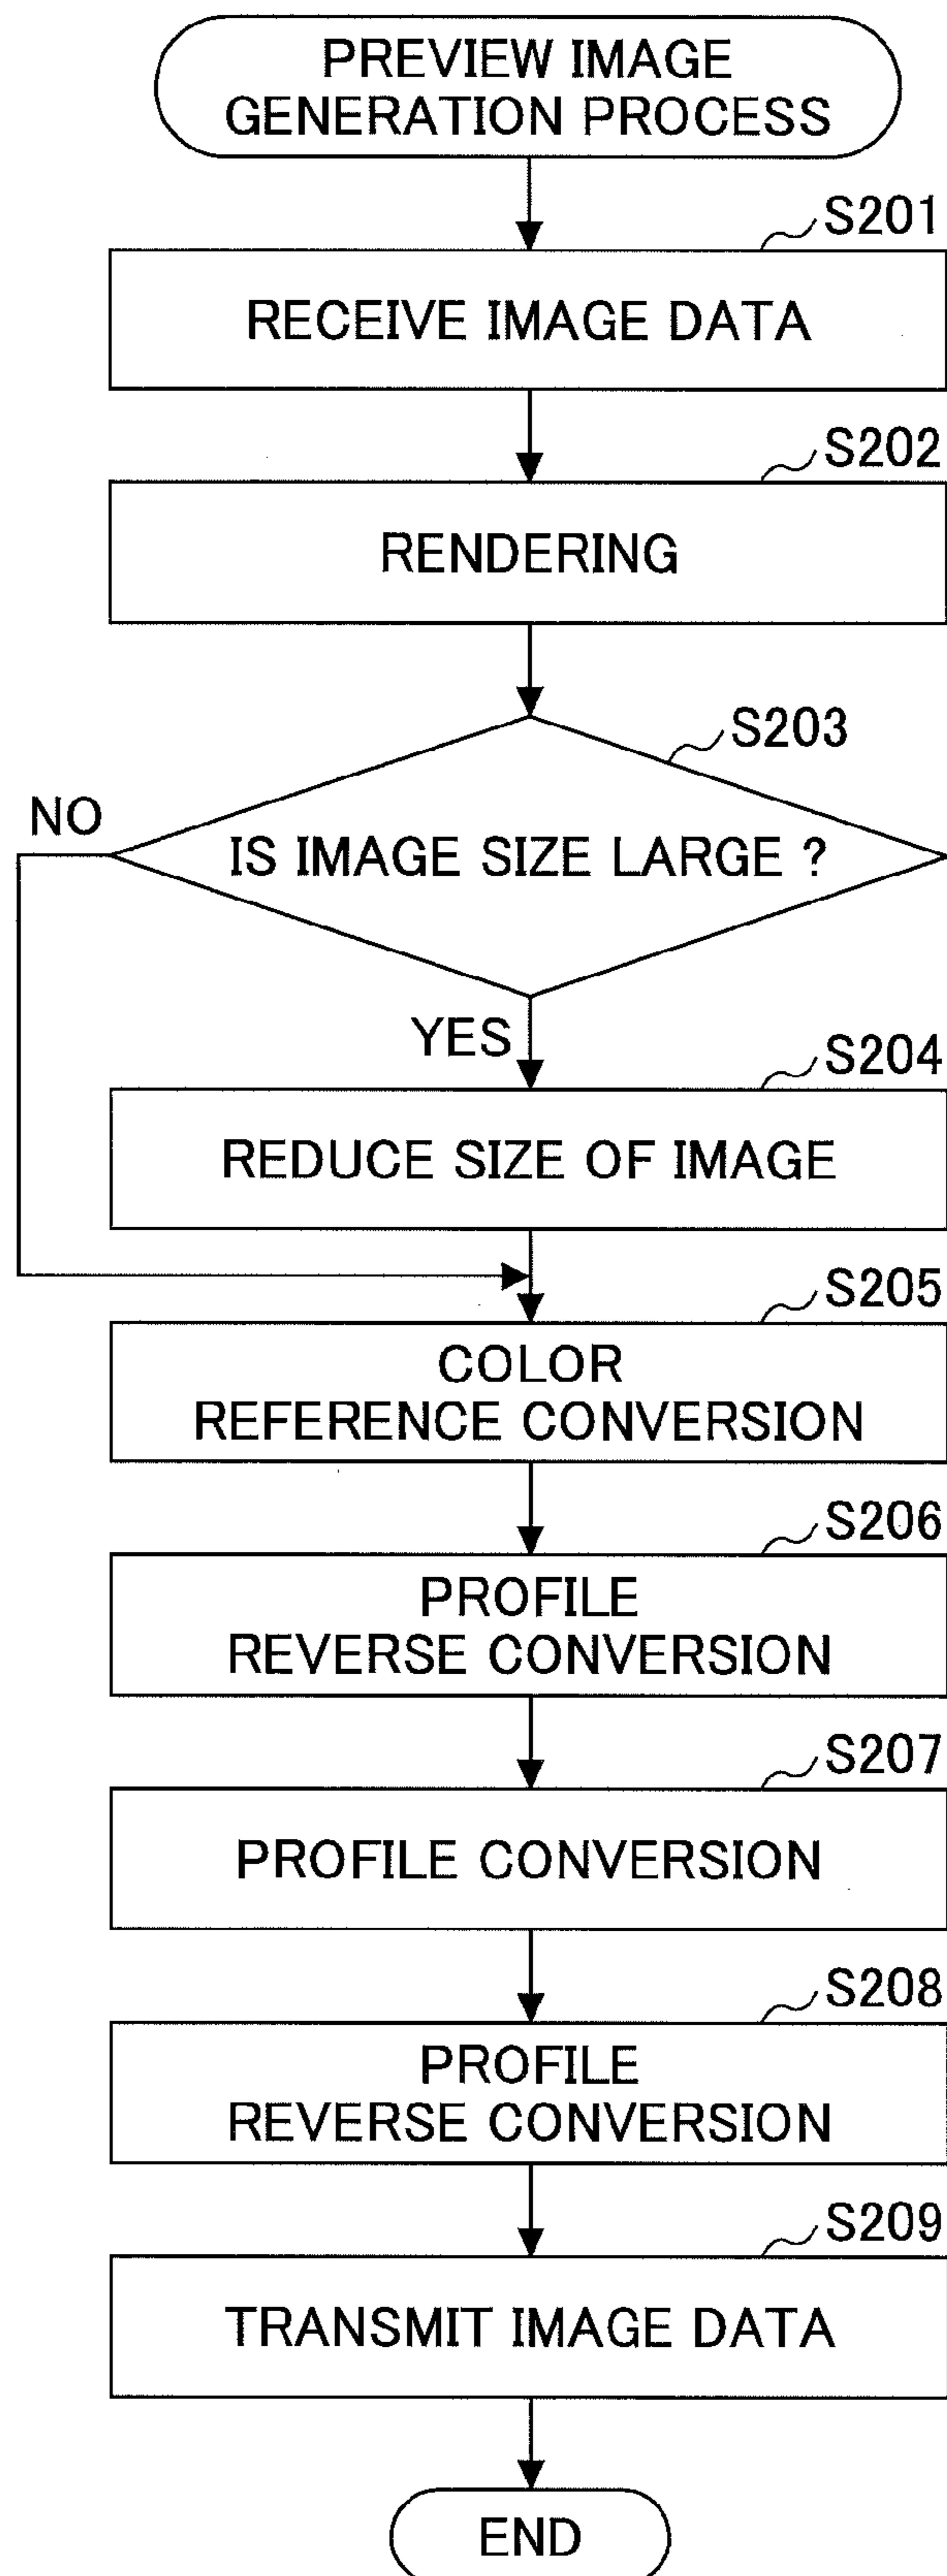 PREVIEW IMAGE
GENERATION PROCESS
S201
RECEIVE IMAGE DATA
S202
RENDERING
S203
NO
IS IMAGE SIZE LARGE ?
YES
S204
REDUCE SIZE OF IMAGE
S205
COLOR
REFERENCE CONVERSION
S206
PROFILE
REVERSE CONVERSION
S207
PROFILE CONVERSION
S208
PROFILE
REVERSE CONVERSION
S209
TRANSMIT IMAGE DATA
END